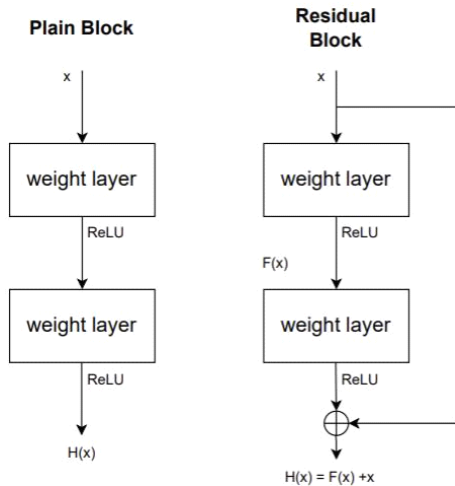 Plain Block
x
weight layer
ReLU
weight layer
ReLU
H(x)
Residual
Block
x
weight layer
ReLU
F(x)
weight layer
ReLU
H(x) = F(x) +x